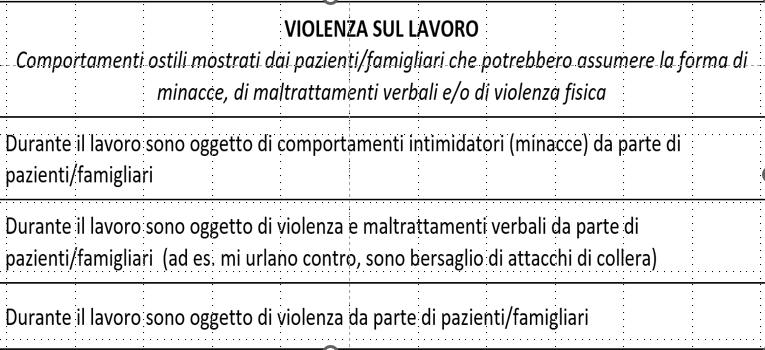 VIOLENZA SUL LAVORO
Comportamenti ostili mostrati dai pazienti/famigliari che potrebbero assumere la forma di
minacce, di maltrattamenti verbali e/o di violenza fisica
Durante il lavoro sono oggetto di comportamenti intimidatori (minacce) da parte di
pazienti/famigliari
Durante il lavoro sono oggetto di violenza e maltrattamenti verbali da parte di
pazienti/famigliari (ad es. mi urlano contro, sono bersaglio di attacchi di collera)
Durante il lavoro sono oggetto di violenza da parte di pazienti/famigliari